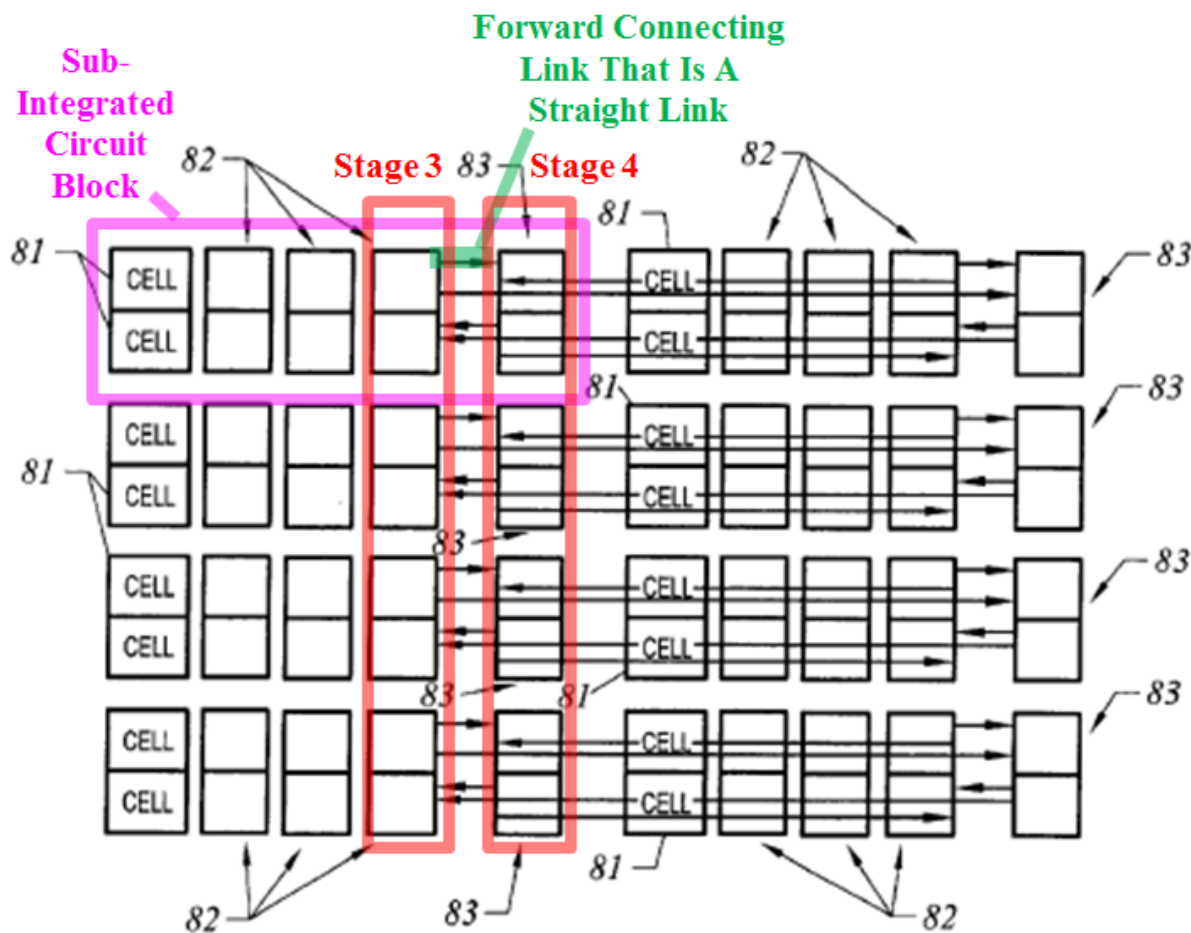 Forward Connecting
Link That Is A
Straight Link
Sub-
Integrated
Circuit
Block
82
Stage 3
83
Stage 4
82
81
81
83
CELL
CELL
CELL
CELL
81
83
CELL
CELL
81
CELL
CELL
83
83
CELL
CELL
CELL
CELL
83
81
83
CELL
CELL
CELL
CELL
81
82
83
82